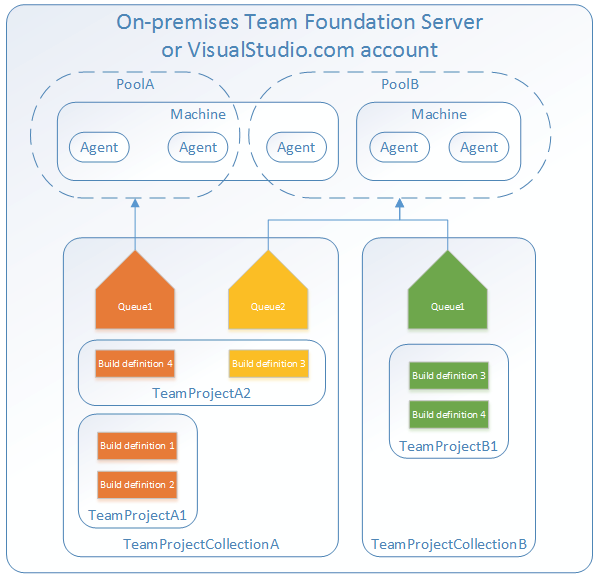 On-premises Team Foundation Server
or VisualStudio.com account
PoolA
PoolB
Machine
Machine
Agent
Agent
Agent
Agent
Agent
Queue1
Queue2
Queue1
Build definition 4
Build definition 3
TeamProjectA2
Build definition 1
Build definition 2
TeamProjectA1
TeamProjectCollectionA
Build definition 3
Build definition 4
TeamProjectB1
TeamProjectCollectionB